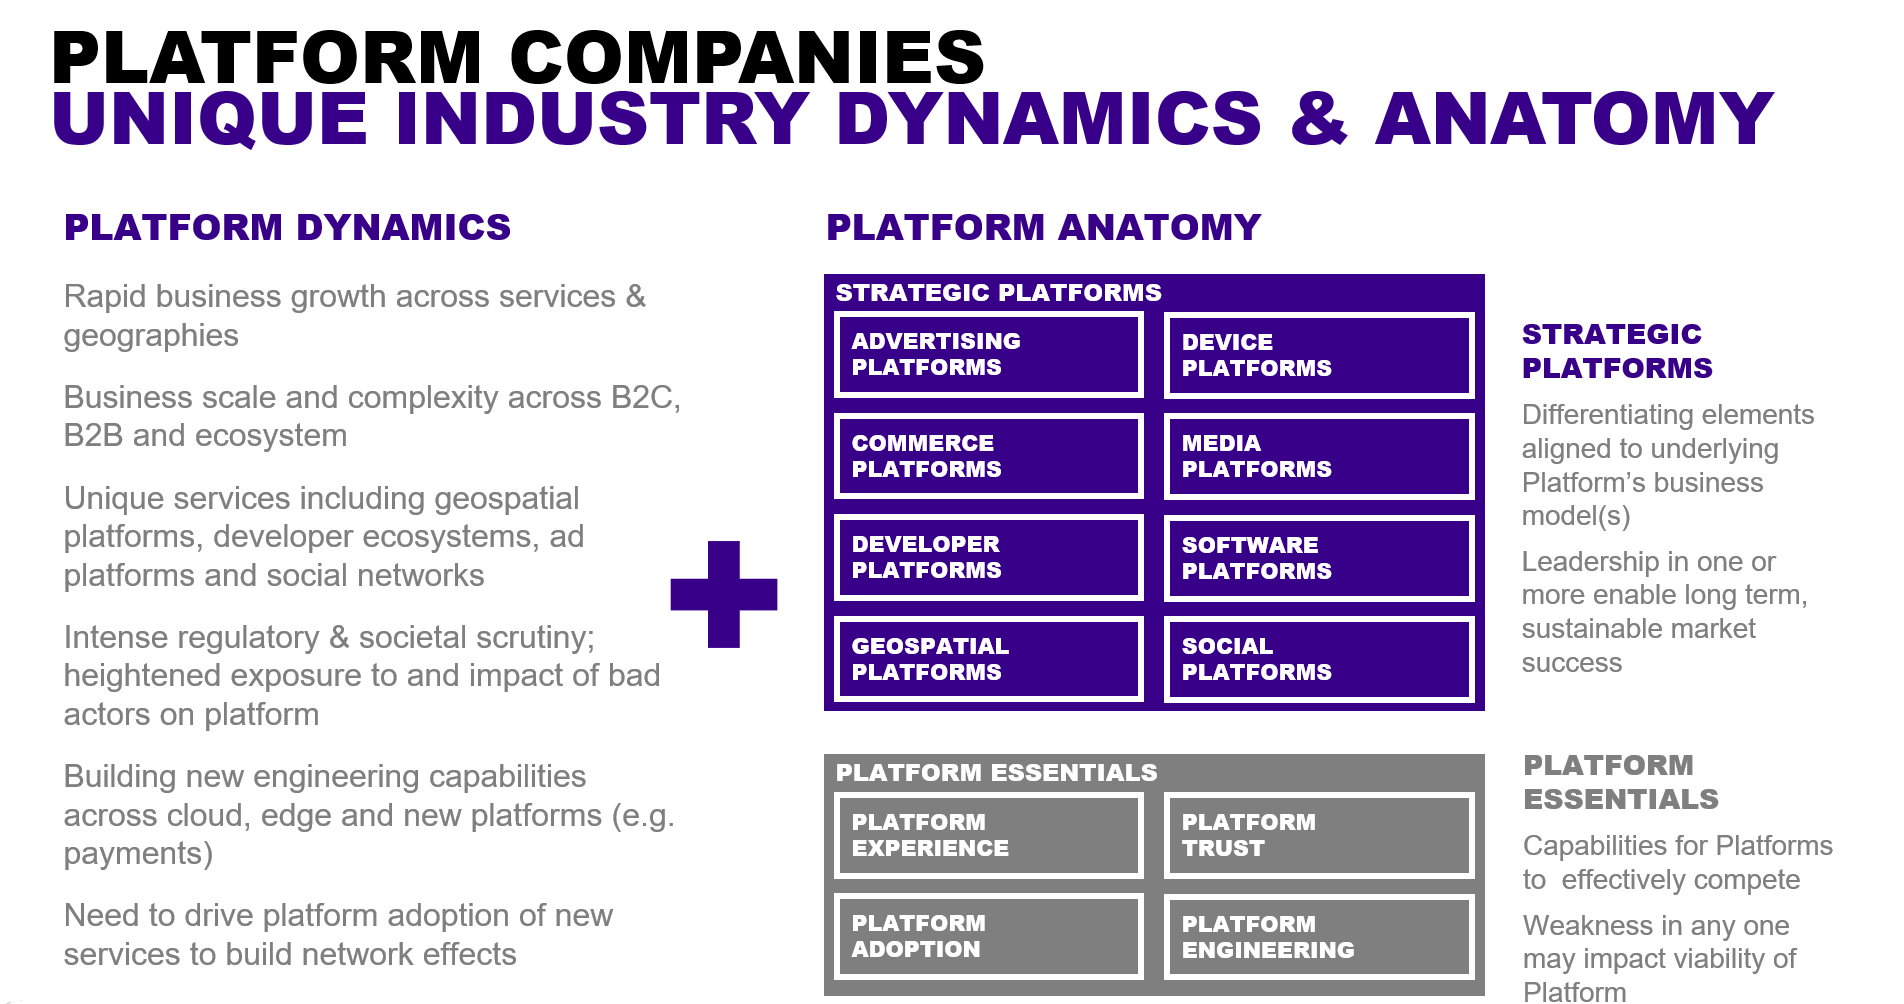 PLATFORM COMPANIES
UNIQUE INDUSTRY DYNAMICS & ANATOMY
PLATFORM DYNAMICS
Rapid business growth across services &
geographies
Business scale and complexity across B2C,
B2B and ecosystem
Unique services including geospatial
platforms, developer ecosystems, ad
platforms and social networks
Intense regulatory & societal scrutiny;
heightened exposure to and impact of bad
actors on platform
Building new engineering capabilities
across cloud, edge and new platforms (e.g.
payments)
Need to drive platform adoption of new
services to build network effects
PLATFORM ANATOMY
STRATEGIC PLATFORMS
ADVERTISING
PLATFORMS
DEVICE
PLATFORMS
COMMERCE
PLATFORMS
MEDIA
PLATFORMS
DEVELOPER
PLATFORMS
SOFTWARE
PLATFORMS
GEOSPATIAL
PLATFORMS
SOCIAL
PLATFORMS
STRATEGIC
PLATFORMS
Differentiating elements
aligned to underlying
Platform’s business
model(s)
Leadership in one or
more enable long term,
sustainable market
success
PLATFORM ESSENTIALS
PLATFORM
EXPERIENCE
PLATFORM
TRUST
PLATFORM
ADOPTION
PLATFORM
ENGINEERING
PLATFORM
ESSENTIALS
Capabilities for Platforms
to  effectively compete
Weakness in any one
may impact viability of
Platform